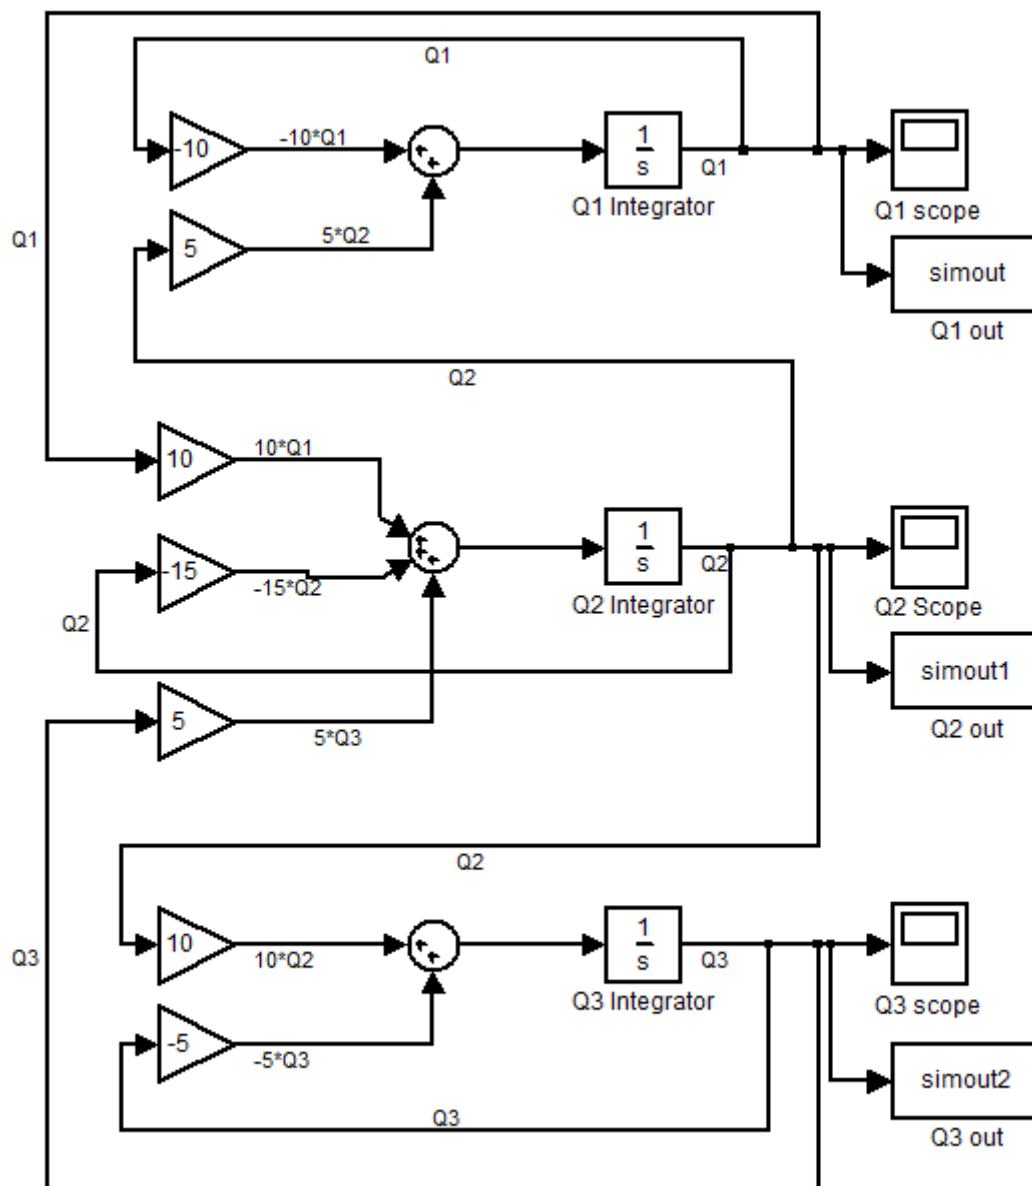 Q1
-10
-10*Q1
1
s
Q1
Q1 Integrator
Q1 scope
5
5*Q2
Q1
simout
Q1 out
Q2
10
10*Q1
1
s
Q2
Q2 Integrator
Q2 Scope
-15
-15*Q2
Q2
simout1
Q2 out
5
5*Q3
Q2
10
10*Q2
1
s
Q3
Q3 Integrator
Q3 scope
Q3
-5
-5*Q3
simout2
Q3 out
Q3